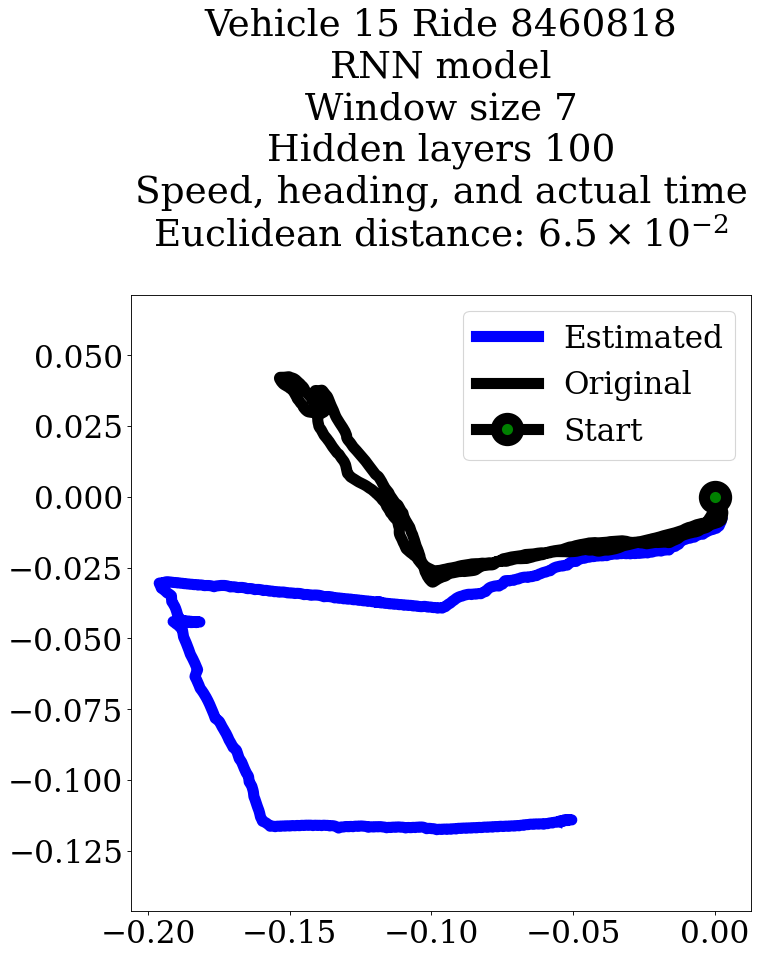 Vehicle 15 Ride 8460818
RNN model
Window size 7
Hidden layers 100
Speed, heading, and actual time
Euclidean distance: 6.5 × 10⁻²
Estimated
Original
Start
0.050
0.025
0.000
−0.025
−0.050
−0.075
−0.100
−0.125
−0.20 −0.15 −0.10 −0.05 0.00